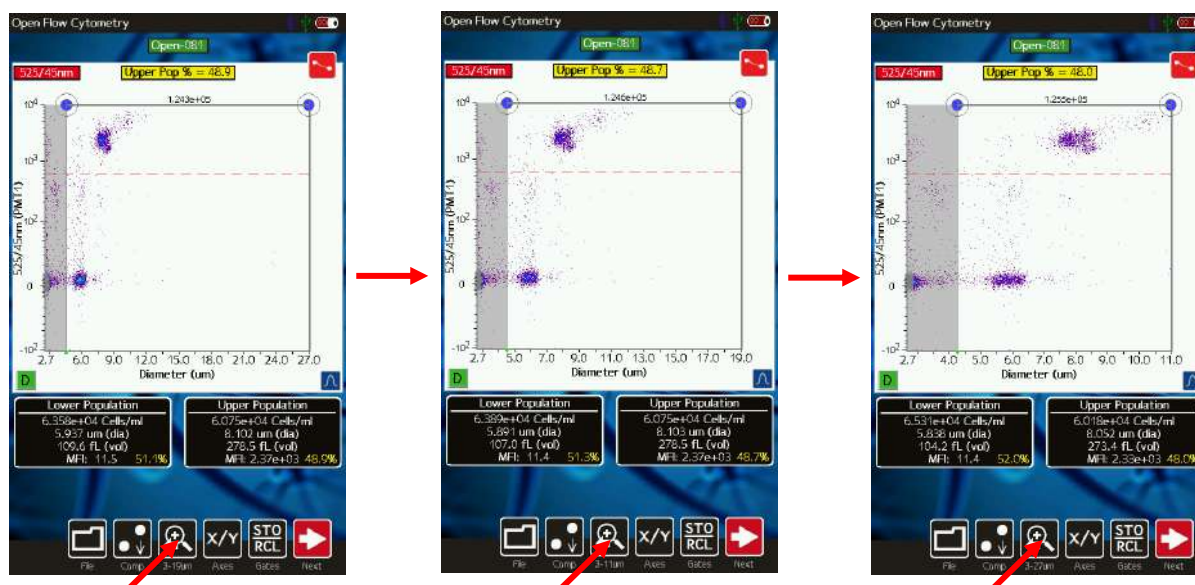 Open Flow Cytometry
Open-081
525/45nm
Upper Pop % = 48.9
1.243e+05
10⁴
10³
10²
0
-10²
525/45nm (PMT1)
2.7 6.0 9.0 12.0 15.0 18.0 21.0 24.0 27.0
Diameter (um)
D
Lower Population
6.358e+04 Cells/ml
5.937 um (dia)
109.6 fL (vol)
MFI: 11.5 51.1%
Upper Population
6.075e+04 Cells/ml
8.102 um (dia)
278.5 fL (vol)
MFI: 2.37e+03 48.9%
File Comp 3-19um Axes Gates Next
X/Y STO RCL
Open Flow Cytometry
Open-081
525/45nm
Upper Pop % = 48.7
1.246e+05
10⁴
10³
10²
0
-10²
525/45nm (PMT1)
2.7 5.0 7.0 9.0 11.0 13.0 15.0 17.0 19.0
Diameter (um)
D
Lower Population
6.389e+04 Cells/ml
5.891 um (dia)
107.0 fL (vol)
MFI: 11.4 51.3%
Upper Population
6.075e+04 Cells/ml
8.103 um (dia)
278.5 fL (vol)
MFI: 2.37e+03 48.7%
X/Y STO RCL
File Comp 3-11um Axes Gates Next
Open Flow Cytometry
Open-081
525/45nm
Upper Pop % = 48.0
1.255e+05
10⁴
10³
10²
0
-10²
525/45nm (PMT1)
2.7 4.0 5.0 6.0 7.0 8.0 9.0 10.0 11.0
Diameter (um)
D
Lower Population
6.531e+04 Cells/ml
5.838 um (dia)
104.2 fL (vol)
MFI: 11.4 52.0%
Upper Population
6.018e+04 Cells/ml
8.052 um (dia)
273.4 fL (vol)
48.0%
X/Y STO RCL
File Comp 3-27um Axes Gates Next